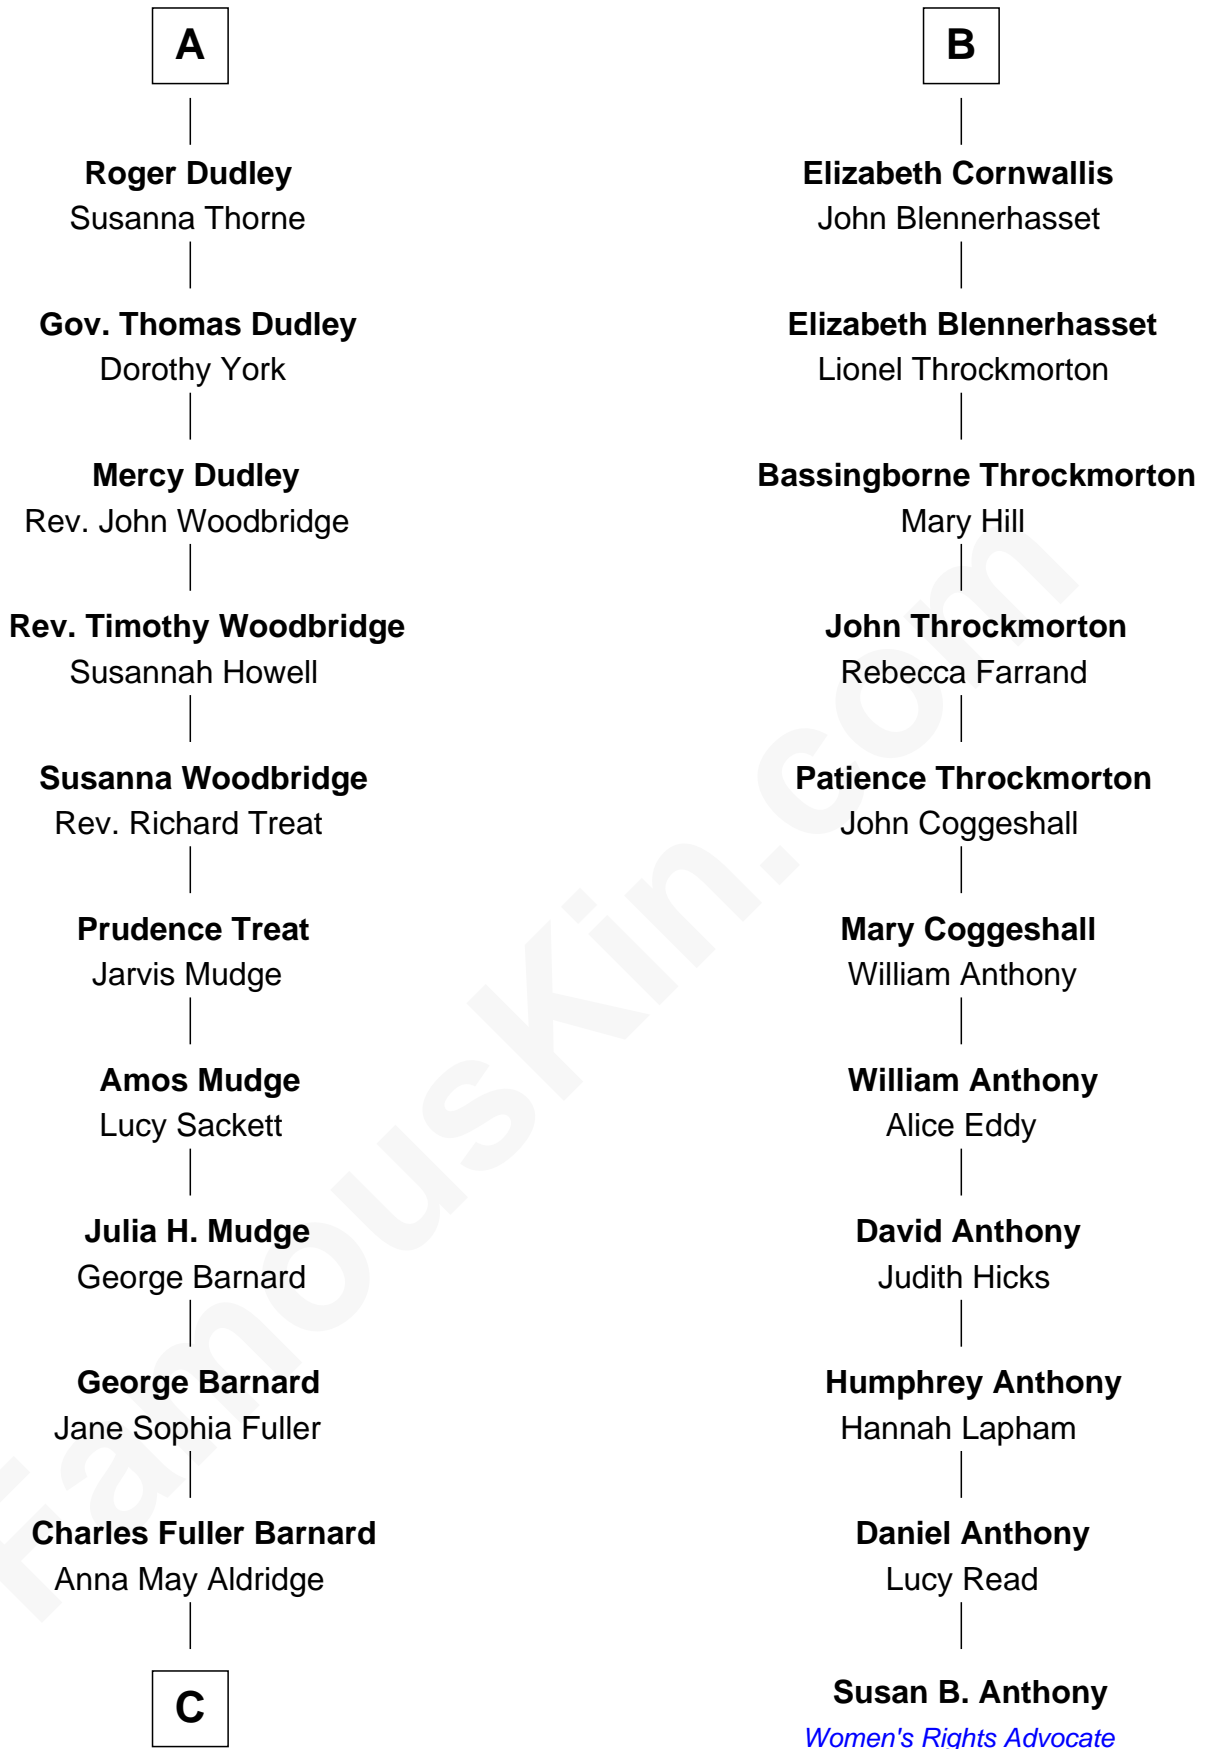 A
Roger Dudley
Susanna Thorne
Gov. Thomas Dudley
Dorothy York
Mercy Dudley
Rev. John Woodbridge
Rev. Timothy Woodbridge
Susannah Howell
Susanna Woodbridge
Rev. Richard Treat
Prudence Treat
Jarvis Mudge
Amos Mudge
Lucy Sackett
Julia H. Mudge
George Barnard
George Barnard
Jane Sophia Fuller
Charles Fuller Barnard
Anna May Aldridge
C
B
Elizabeth Cornwallis
John Blennerhasset
Elizabeth Blennerhasset
Lionel Throckmorton
Bassingborne Throckmorton
Mary Hill
John Throckmorton
Rebecca Farrand
Patience Throckmorton
John Coggeshall
Mary Coggeshall
William Anthony
William Anthony
Alice Eddy
David Anthony
Judith Hicks
Humphrey Anthony
Hannah Lapham
Daniel Anthony
Lucy Read
Susan B. Anthony
Women's Rights Advocate
FamousKin.com